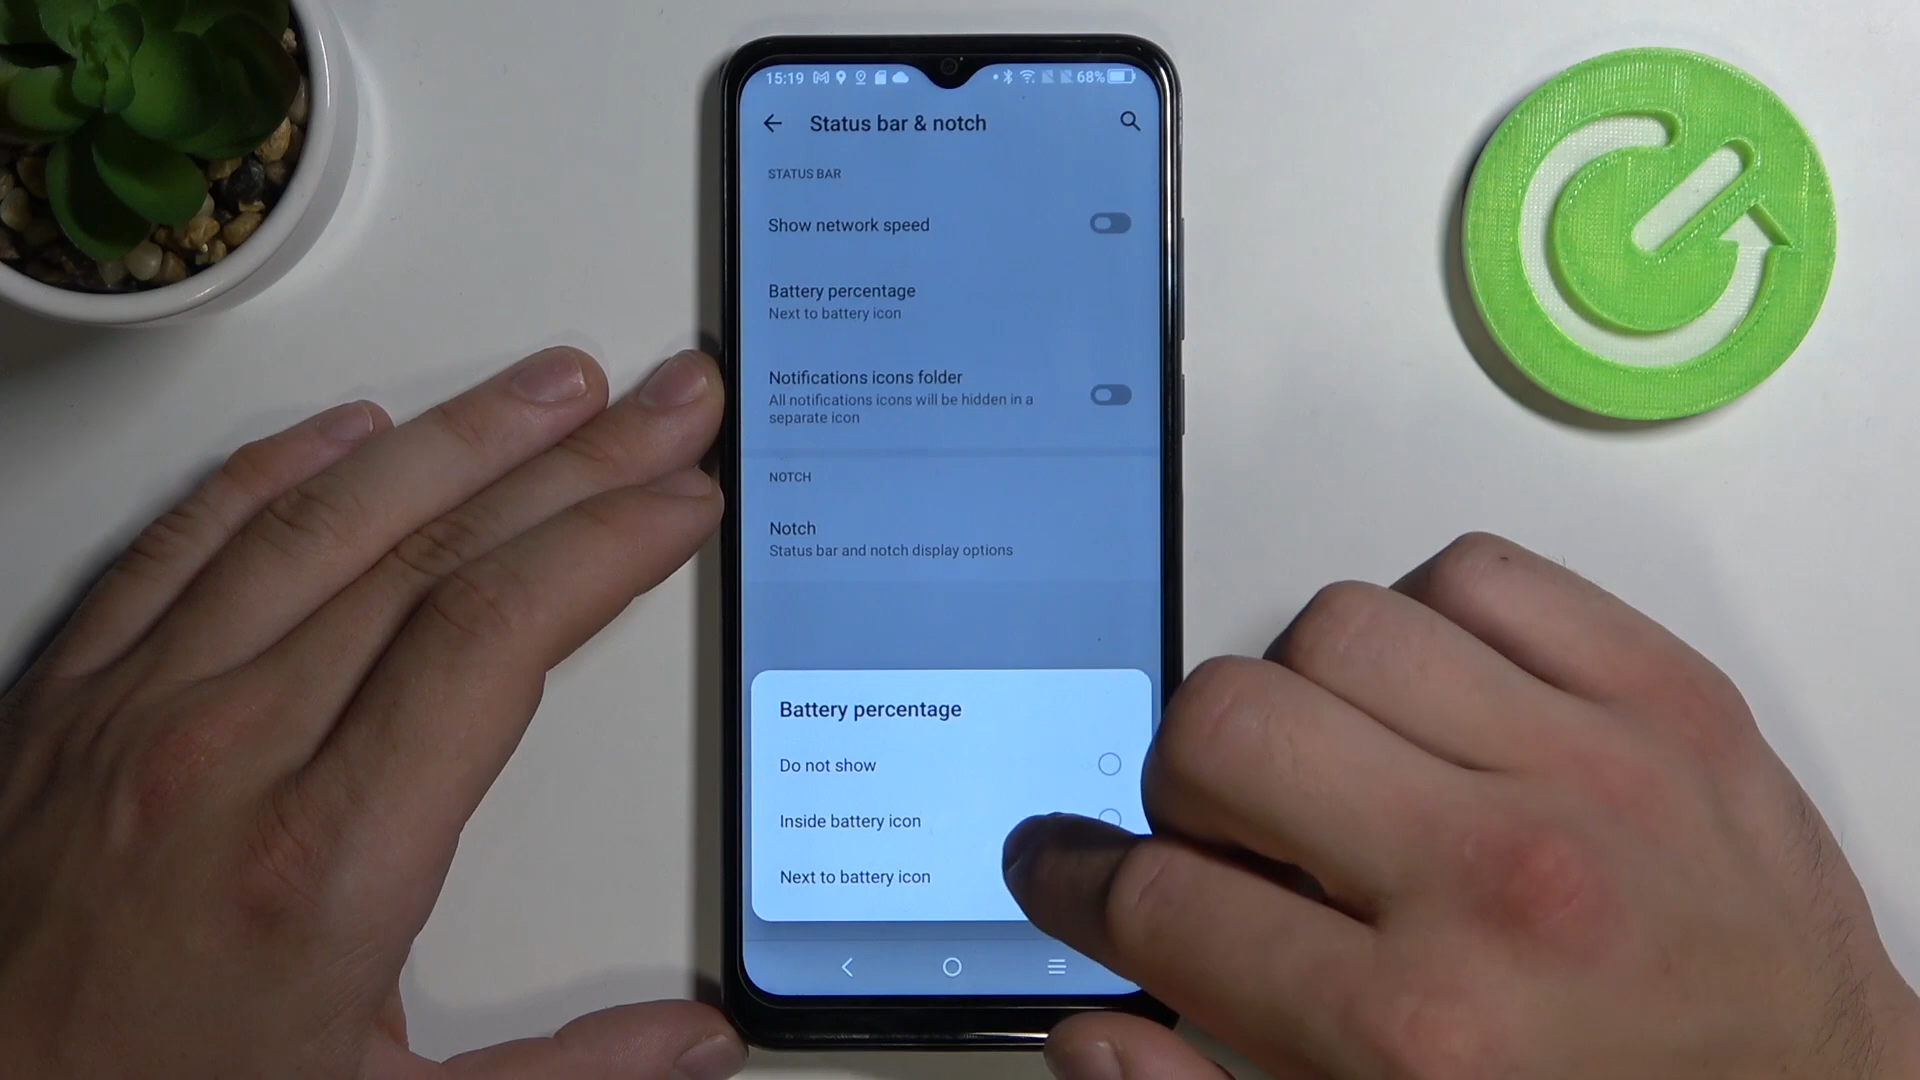 15:19 68%
Status bar & notch
STATUS BAR
Show network speed
Battery percentage
Next to battery icon
Notifications icons folder
All notifications icons will be hidden in a
separate icon
NOTCH
Notch
Status bar and notch display options
Battery percentage
Do not show
Inside battery icon
Next to battery icon